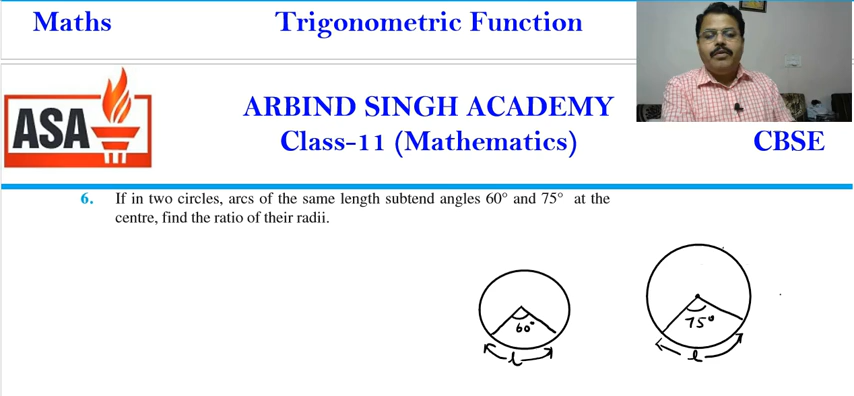 Maths
Trigonometric Function
ASA
ARBIND SINGH ACADEMY
Class-11 (Mathematics)
CBSE
6. If in two circles, arcs of the same length subtend angles 60° and 75° at the
centre, find the ratio of their radii.
60°
l
75°
l